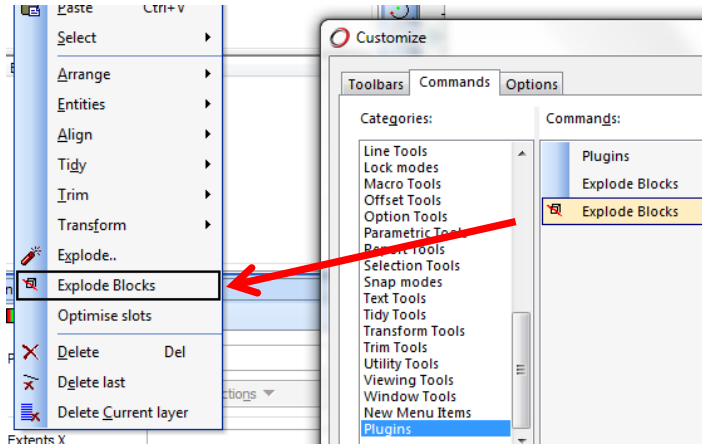 Paste Ctrl+V
Select
Arrange
Entities
Align
Tidy
Trim
Transform
Explode..
Explode Blocks
Optimise slots
Delete Del
Delete last
Delete Current layer
Extents X
Customize
Toolbars Commands Options
Categories:
Line Tools
Lock modes
Macro Tools
Offset Tools
Option Tools
Parametric Tools
Report Tools
Selection Tools
Snap modes
Text Tools
Tidy Tools
Transform Tools
Trim Tools
Utility Tools
Viewing Tools
Window Tools
New Menu Items
Plugins
Commands:
Plugins
Explode Blocks
Explode Blocks